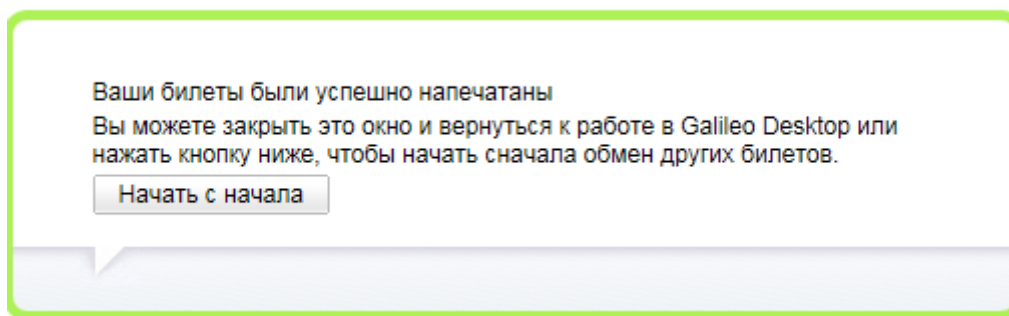 Ваши билеты были успешно напечатаны
Вы можете закрыть это окно и вернуться к работе в Galileo Desktop или
нажать кнопку ниже, чтобы начать сначала обмен других билетов.
Начать с начала